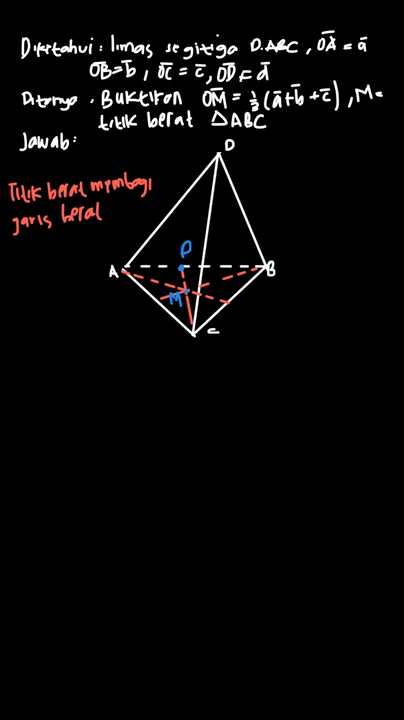 Diketahui : limas segitiga D.ABC, OA̅ = a̅
OB̅ = b̅, OC̅ = c̅, OD̅ = d̅
Ditanya . Buktikan OM̅ = 1/3 (a̅ + b̅ + c̅), M =
titik berat △ABC
Jawab:
D
Titik berat membagi
garis berat
P
A
B
M
C